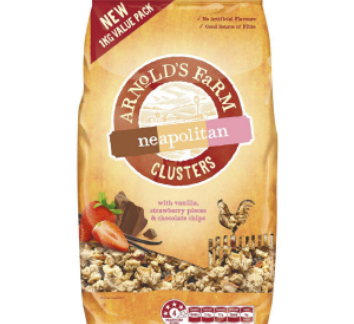 NEW
1KG VALUE PACK
✓ No Artificial Flavours
✓ Good Source of Fibre
ARNOLD'S FARM
neapolitan
CLUSTERS
with vanilla,
strawberry pieces
& chocolate chips
4